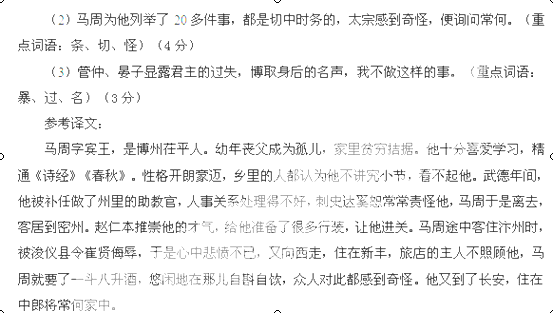 （2）马周为他列举了 20 多件事，都是切中时务的，太宗感到奇怪，便询问常何。（重
点词语：条、切、怪）（4 分）
（3）管仲、晏子显露君主的过失，博取身后的名声，我不做这样的事。（重点词语：
暴、过、名）（3 分）
参考译文：
马周字宾王，是博州茌平人。幼年丧父成为孤儿，家里贫穷拮据。他十分喜爱学习，精
通《诗经》《春秋》。性格开朗豪迈，乡里的人都认为他不讲究小节，看不起他。武德年间，
他被补任做了州里的助教官，人事关系处理得不好，刺史达奚恕常常责怪他，马周于是离去，
客居到密州。赵仁本推崇他的才气，给他准备了很多行装，让他进关。马周途中客住汴州时，
被浚仪县令崔贤侮辱，于是心中悲愤不已，又向西走，住在新丰，旅店的主人不照顾他，马
周就要了一斗八升酒，悠闲地在那儿自斟自饮，众人对此都感到奇怪。他又到了长安，住在
中郎将常何家中。